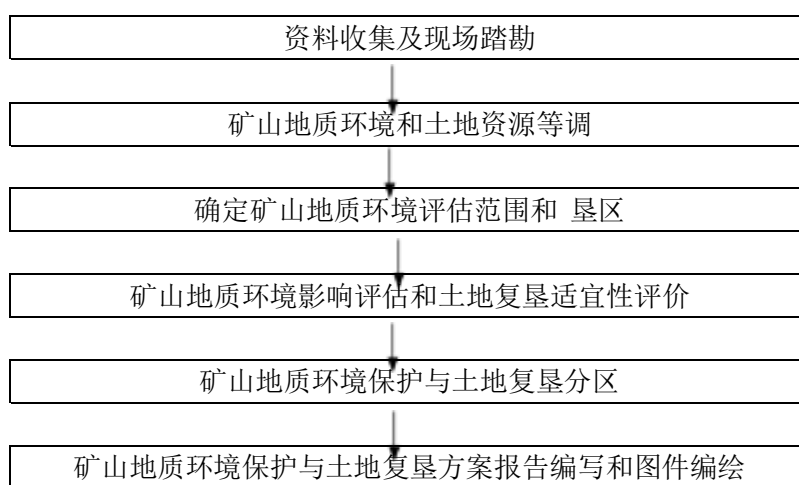 资料收集及现场踏勘
矿山地质环境和土地资源等调
确定矿山地质环境评估范围和 垦区
矿山地质环境影响评估和土地复垦适宜性评价
矿山地质环境保护与土地复垦分区
矿山地质环境保护与土地复垦方案报告编写和图件编绘